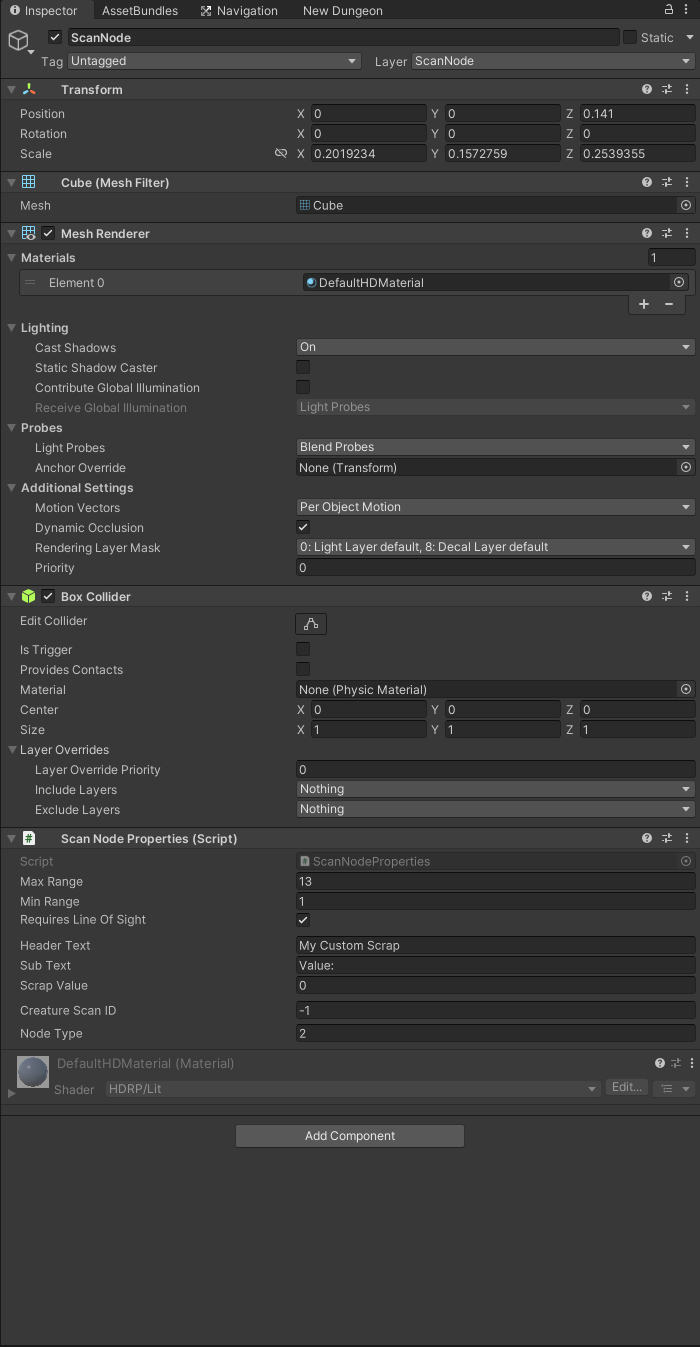 Inspector AssetBundles Navigation New Dungeon
ScanNode Static
Tag Untagged Layer ScanNode
Transform
Position X 0 Y 0 Z 0.141
Rotation X 0 Y 0 Z 0
Scale X 0.2019234 Y 0.1572759 Z 0.2539355
Cube (Mesh Filter)
Mesh Cube
Mesh Renderer
Materials 1
Element 0 DefaultHDMaterial
Lighting
Cast Shadows On
Static Shadow Caster
Contribute Global Illumination
Receive Global Illumination Light Probes
Probes
Light Probes Blend Probes
Anchor Override None (Transform)
Additional Settings
Motion Vectors Per Object Motion
Dynamic Occlusion
Rendering Layer Mask 0: Light Layer default, 8: Decal Layer default
Priority 0
Box Collider
Edit Collider
Is Trigger
Provides Contacts
Material None (Physic Material)
Center X 0 Y 0 Z 0
Size X 1 Y 1 Z 1
Layer Overrides
Layer Override Priority 0
Include Layers Nothing
Exclude Layers Nothing
Scan Node Properties (Script)
Script ScanNodeProperties
Max Range 13
Min Range 1
Requires Line Of Sight
Header Text My Custom Scrap
Sub Text Value:
Scrap Value 0
Creature Scan ID -1
Node Type 2
DefaultHDMaterial (Material)
Shader HDRP/Lit Edit...
Add Component